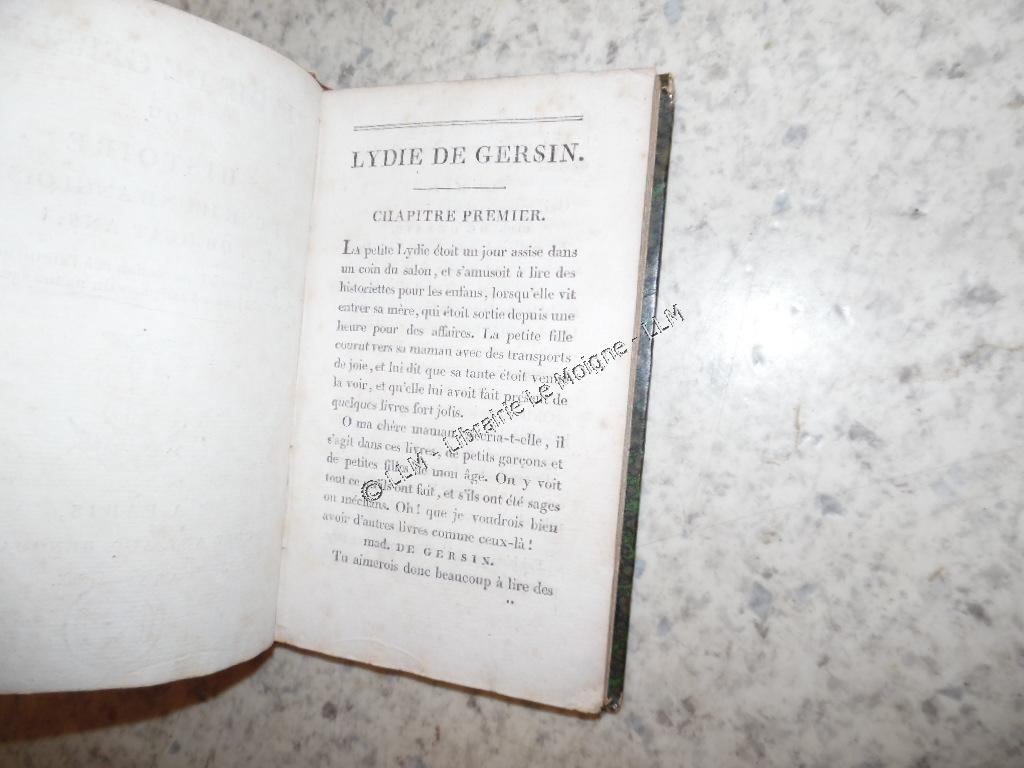 LYDIE DE GERSIN.
CHAPITRE PREMIER.
La petite Lydie étoit un jour assise dans
un coin du salon, et s'amusoit à lire des
historiettes pour les enfans, lorsqu'elle vit
entrer sa mère, qui étoit sortie depuis une
heure pour des affaires. La petite fille
courut vers sa maman avec des transports
de joie, et lui dit que sa tante étoit venue
la voir, et qu'elle lui avoit fait présent de
quelques livres fort jolis.
O ma chère maman, s'écria-t-elle, il
s'agit dans ces livres, de petits garçons et
de petites filles de mon âge. On y voit
tout ce qu'ils ont fait, et s'ils ont été sages
ou méchans. Oh! que je voudrois bien
avoir d'autres livres comme ceux-là!
mad. DE GERSIN.
Tu aimerois donc beaucoup à lire des
© LLM - Librairie Le Moigne - LLM